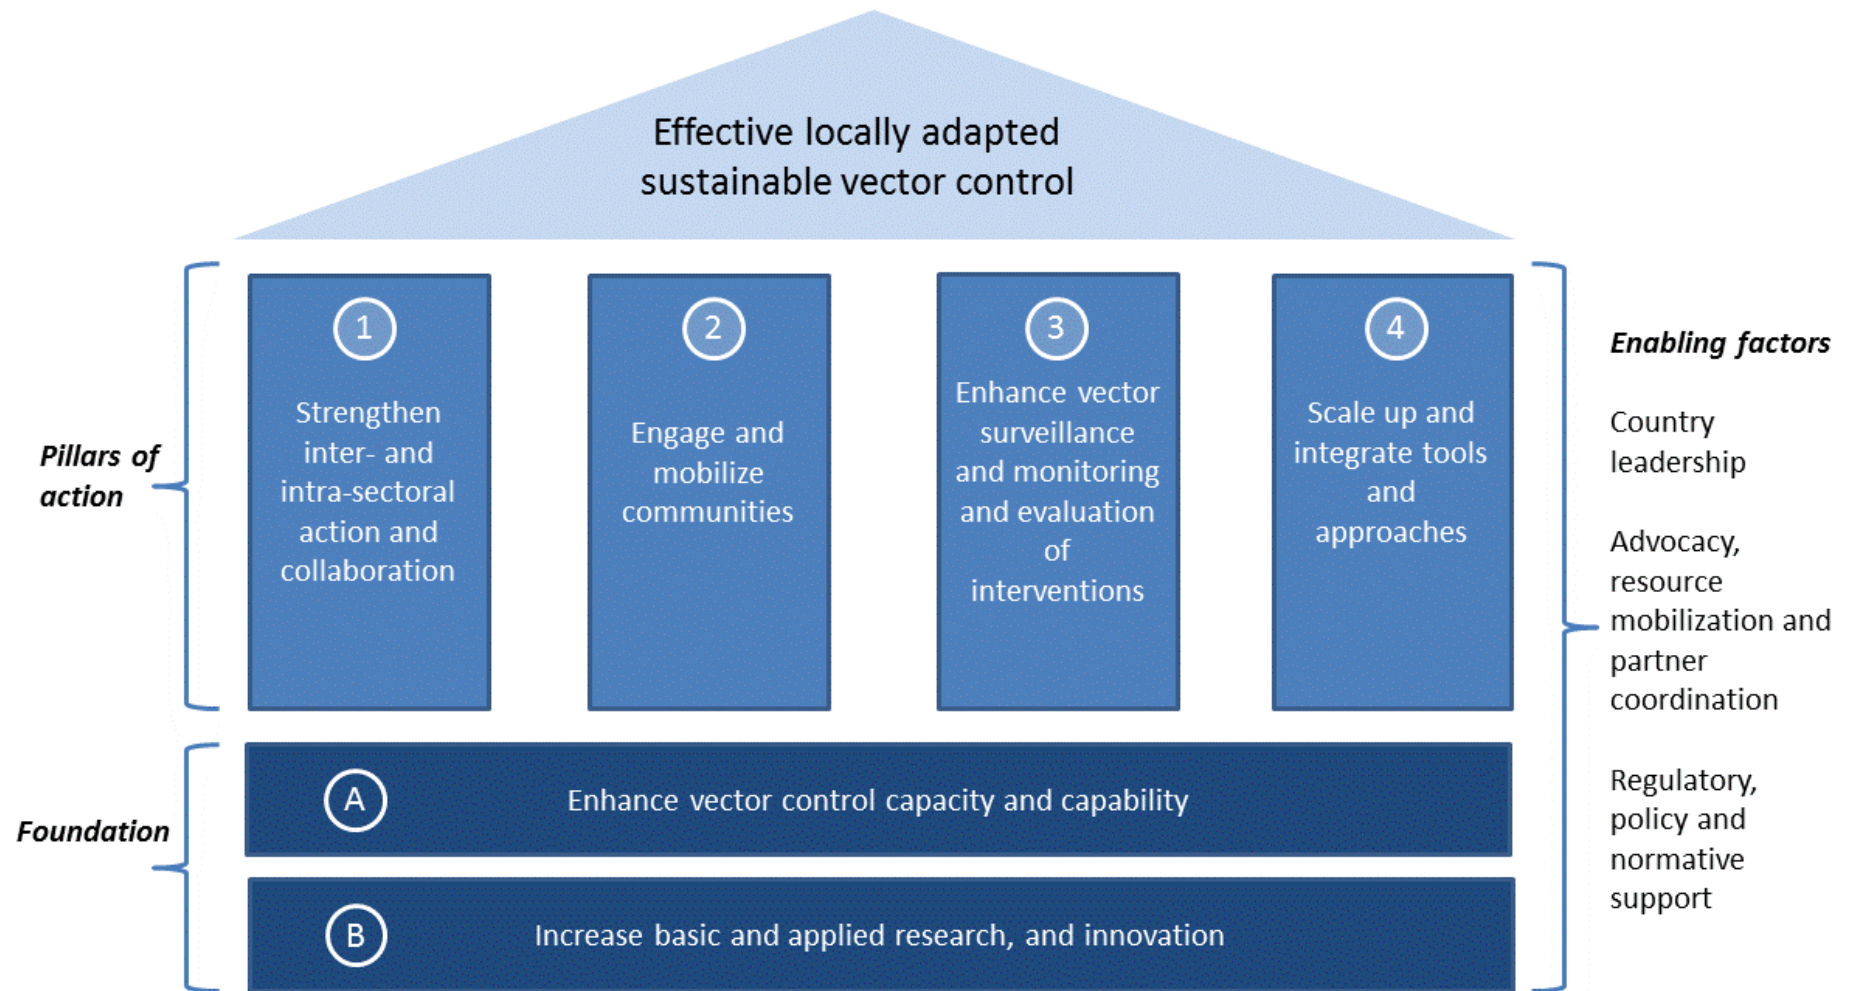 Effective locally adapted
sustainable vector control
Pillars of
action
1
Strengthen
inter- and
intra-sectoral
action and
collaboration
2
Engage and
mobilize
communities
3
Enhance vector
surveillance
and monitoring
and evaluation
of
interventions
4
Scale up and
integrate tools
and
approaches
Foundation
A
Enhance vector control capacity and capability
B
Increase basic and applied research, and innovation
Enabling factors
Country
leadership
Advocacy,
resource
mobilization and
partner
coordination
Regulatory,
policy and
normative
support